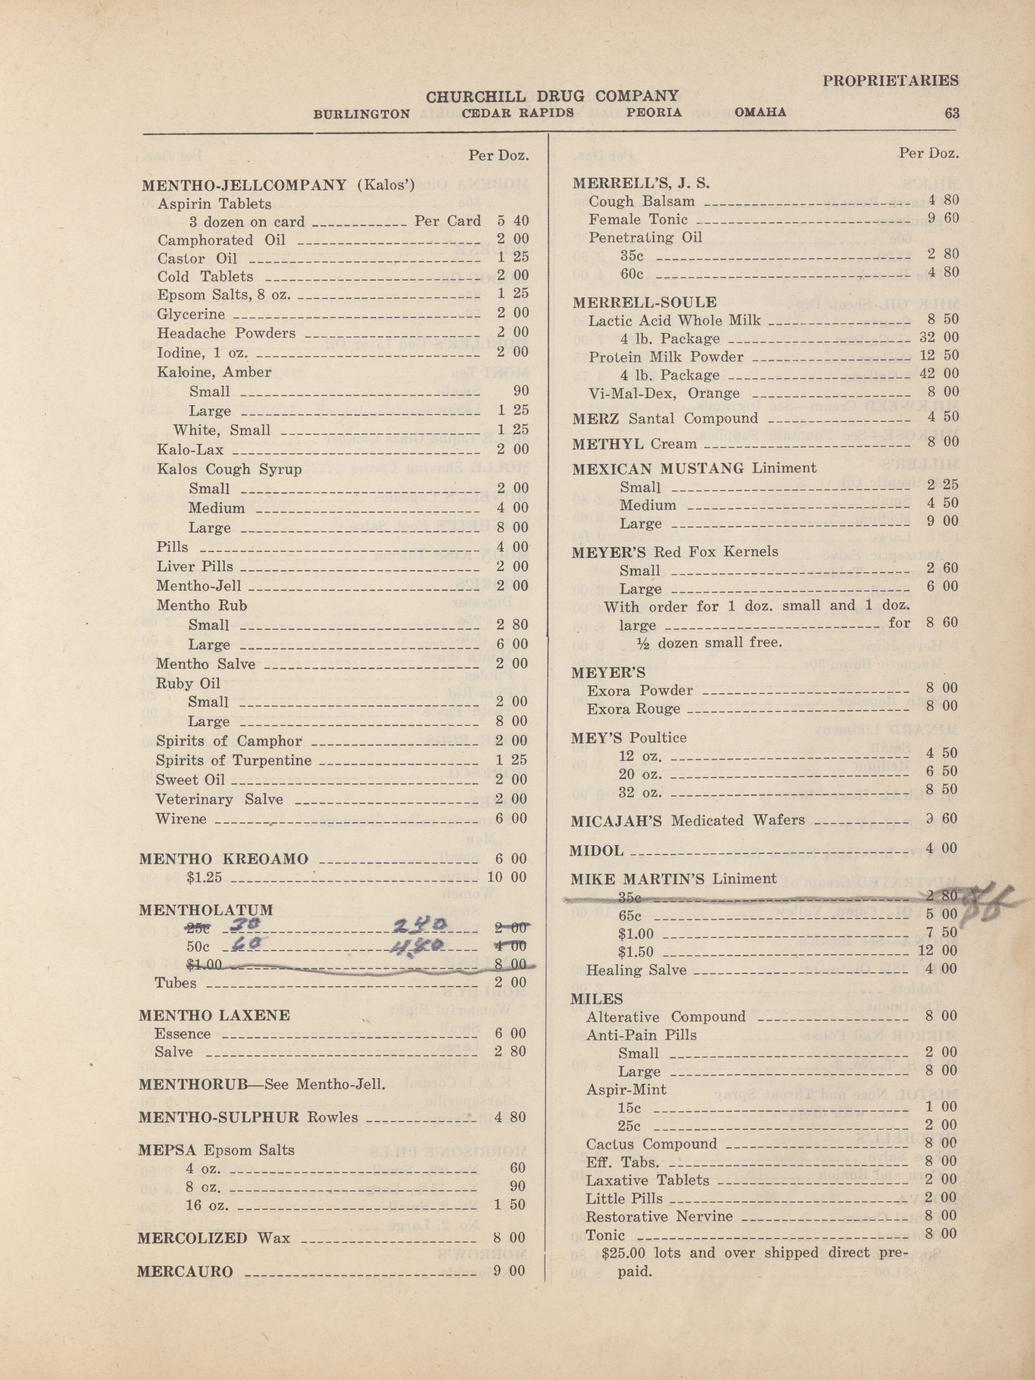 PROPRIETARIES
CHURCHILL DRUG COMPANY
BURLINGTON CEDAR RAPIDS PEORIA OMAHA 63
Per Doz.
MENTHO-JELLCOMPANY (Kalos')
Aspirin Tablets
3 dozen on card ____________ Per Card 5 40
Camphorated Oil 2 00
Castor Oil 1 25
Cold Tablets 2 00
Epsom Salts, 8 oz. 1 25
Glycerine 2 00
Headache Powders 2 00
Iodine, 1 oz. 2 00
Kaloine, Amber
Small 90
Large 1 25
White, Small 1 25
Kalo-Lax 2 00
Kalos Cough Syrup
Small 2 00
Medium 4 00
Large 8 00
Pills 4 00
Liver Pills 2 00
Mentho-Jell 2 00
Mentho Rub
Small 2 80
Large 6 00
Mentho Salve 2 00
Ruby Oil
Small 2 00
Large 8 00
Spirits of Camphor 2 00
Spirits of Turpentine 1 25
Sweet Oil 2 00
Veterinary Salve 2 00
Wirene 6 00
MENTHO KREOAMO 6 00
$1.25 10 00
MENTHOLATUM
25c 30 240 2 00
50c 60 480 4 00
$1.00 8 00
Tubes 2 00
MENTHO LAXENE
Essence 6 00
Salve 2 80
MENTHORUB—See Mentho-Jell.
MENTHO-SULPHUR Rowles 4 80
MEPSA Epsom Salts
4 oz. 60
8 oz. 90
16 oz. 1 50
MERCOLIZED Wax 8 00
MERCAURO 9 00
Per Doz.
MERRELL'S, J. S.
Cough Balsam 4 80
Female Tonic 9 60
Penetrating Oil
35c 2 80
60c 4 80
MERRELL-SOULE
Lactic Acid Whole Milk 8 50
4 lb. Package 32 00
Protein Milk Powder 12 50
4 lb. Package 42 00
Vi-Mal-Dex, Orange 8 00
MERZ Santal Compound 4 50
METHYL Cream 8 00
MEXICAN MUSTANG Liniment
Small 2 25
Medium 4 50
Large 9 00
MEYER'S Red Fox Kernels
Small 2 60
Large 6 00
With order for 1 doz. small and 1 doz.
large for 8 60
½ dozen small free.
MEYER'S
Exora Powder 8 00
Exora Rouge 8 00
MEY'S Poultice
12 oz. 4 50
20 oz. 6 50
32 oz. 8 50
MICAJAH'S Medicated Wafers 9 60
MIDOL 4 00
MIKE MARTIN'S Liniment
35c 2 80
65c 5 00
$1.00 7 50
$1.50 12 00
Healing Salve 4 00
MILES
Alterative Compound 8 00
Anti-Pain Pills
Small 2 00
Large 8 00
Aspir-Mint
15c 1 00
25c 2 00
Cactus Compound 8 00
Eff. Tabs. 8 00
Laxative Tablets 2 00
Little Pills 2 00
Restorative Nervine 8 00
Tonic 8 00
$25.00 lots and over shipped direct pre-
paid.